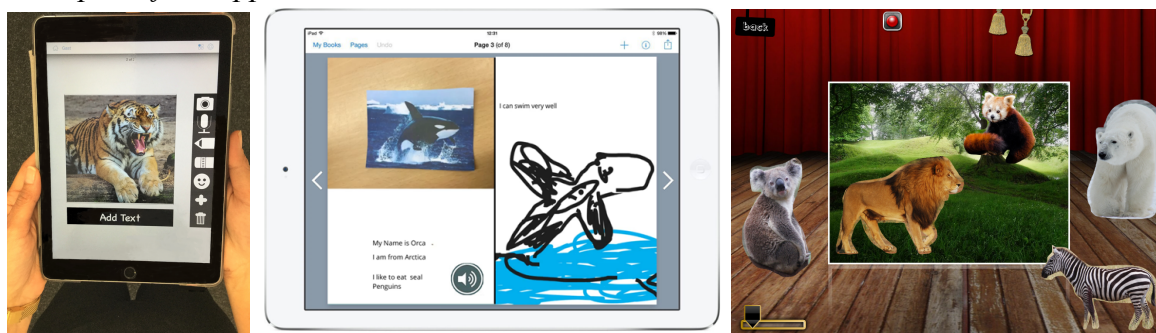 Add Text
iPad
12:31
98%
My Books Pages Undo
Page 3 (of 8)
I can swim very well
My Name is Orca .
I am from Arctica
I like to eat seal
Penguins
back